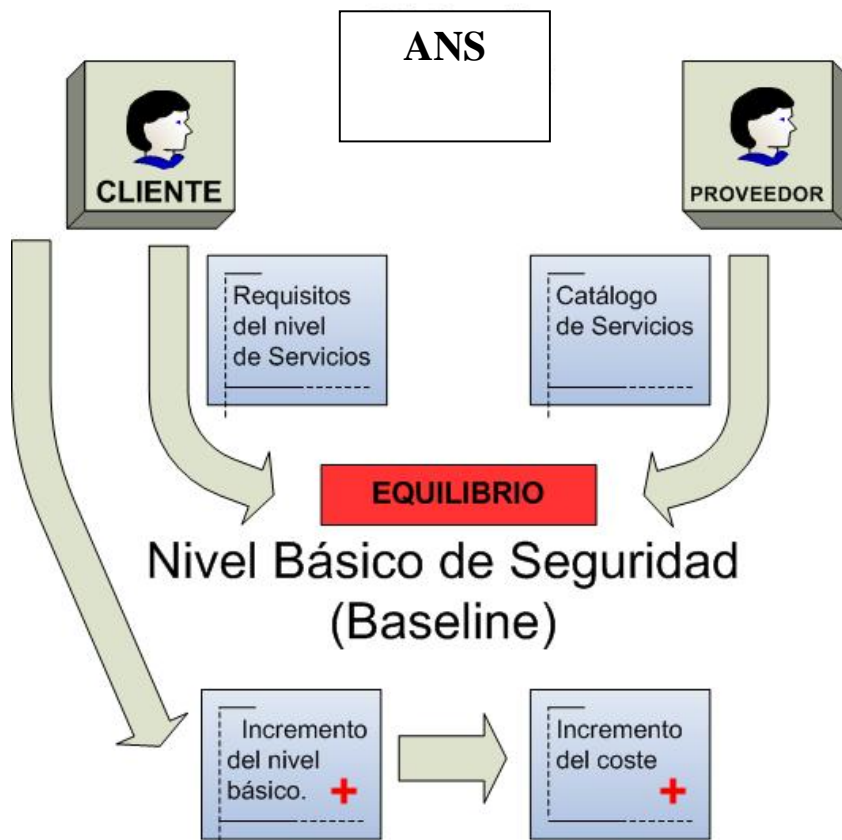 ANS
CLIENTE
PROVEEDOR
Requisitos
del nivel
de Servicios
Catálogo
de Servicios
EQUILIBRIO
Nivel Básico de Seguridad
(Baseline)
Incremento
del nivel
básico.
+
Incremento
del coste
+